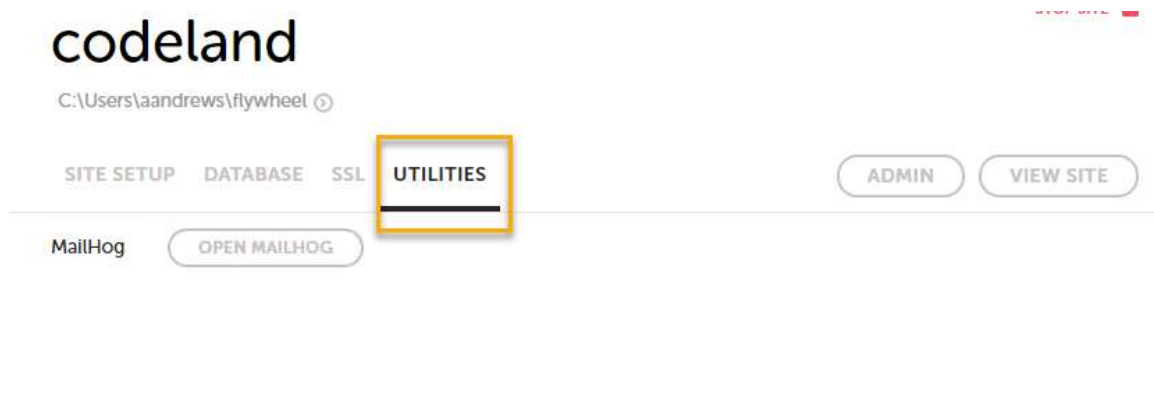 codeland
C:\Users\aandrews\flywheel
SITE SETUP DATABASE SSL UTILITIES ADMIN VIEW SITE
MailHog OPEN MAILHOG